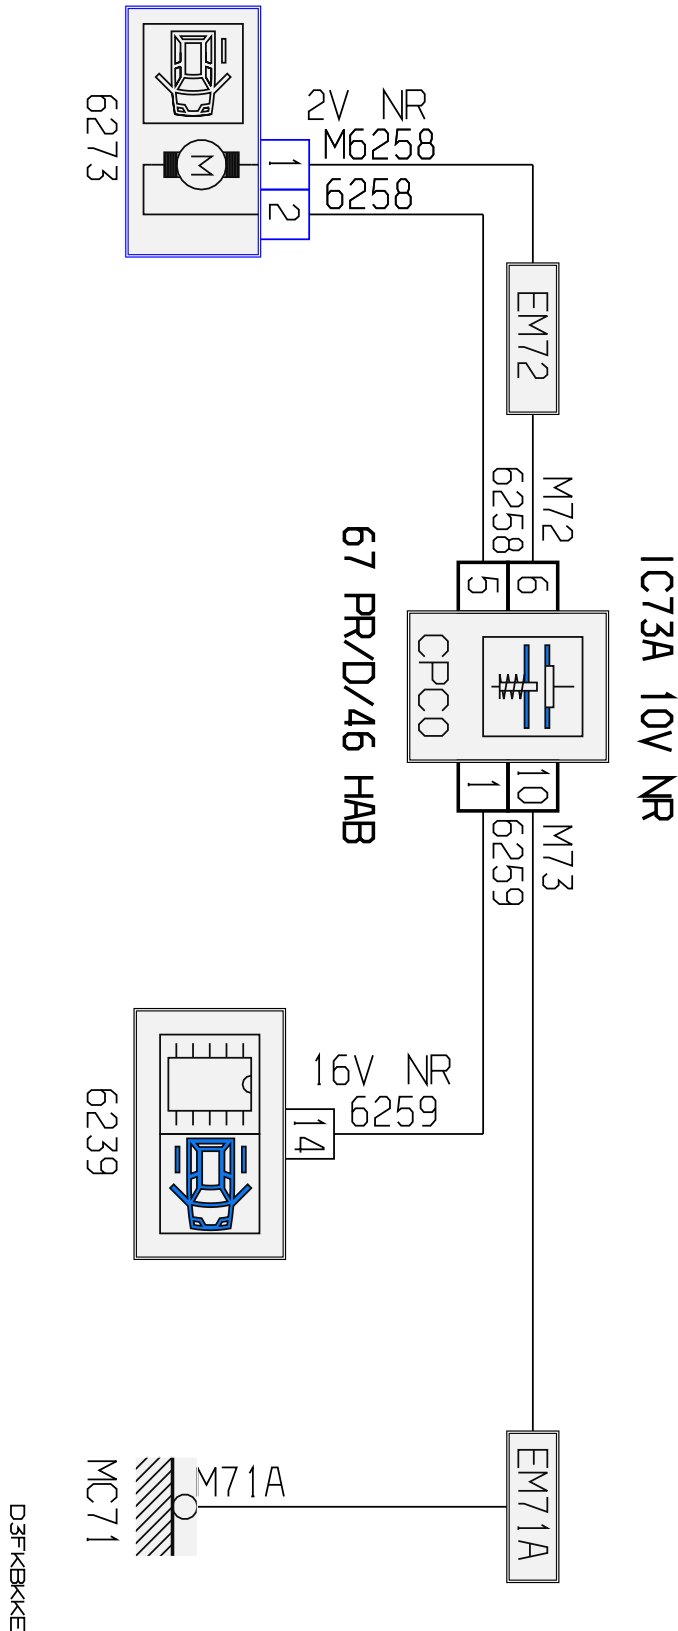 6273
M
1
2
2V NR
M6258
6258
EM72
M72
6258
5
6
IC73A 10V NR
67 PR/D/46 HAB
CPCO
1
10
M73
6259
16V NR
6259
14
6239
EM71A
M71A
MC71
D3FKBKKE